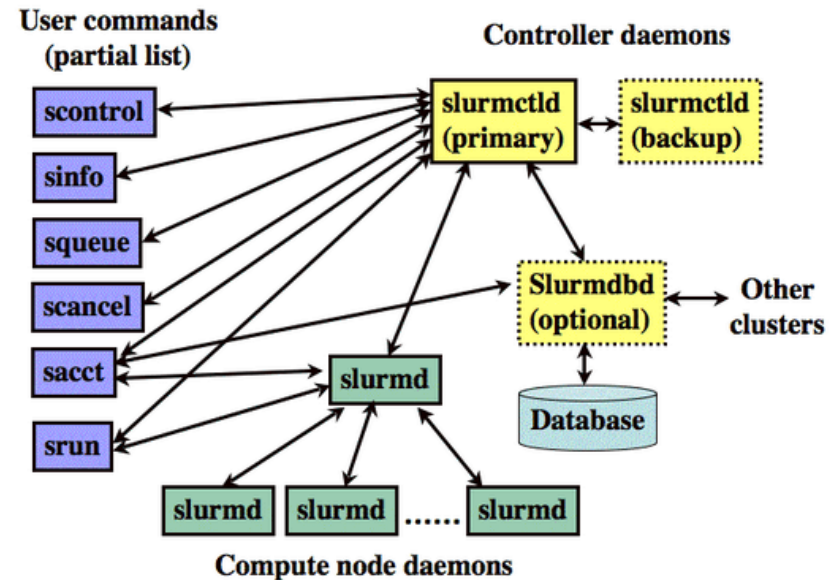 User commands
(partial list)
Controller daemons
scontrol
sinfo
squeue
scancel
sacct
srun
slurmctld
(primary)
slurmctld
(backup)
Slurmdbd
(optional)
Other
clusters
Database
slurmd
slurmd
slurmd
......
slurmd
Compute node daemons